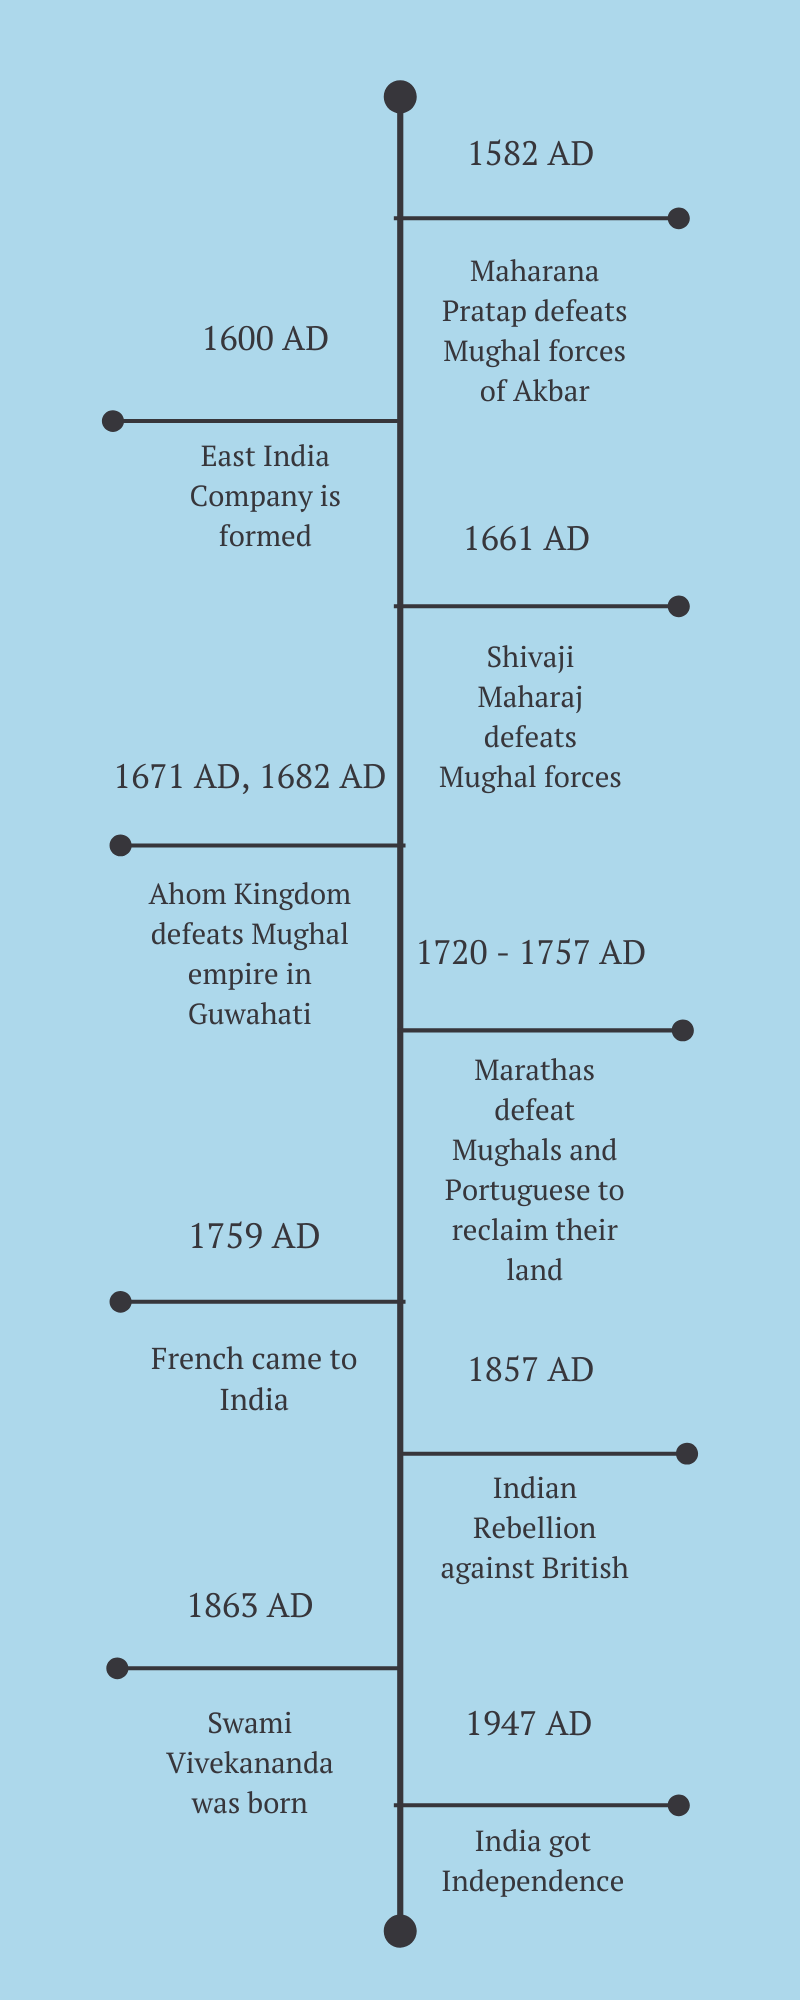 1582 AD
Maharana
Pratap defeats
Mughal forces
of Akbar
1600 AD
East India
Company is
formed
1661 AD
Shivaji
Maharaj
defeats
Mughal forces
1671 AD, 1682 AD
Ahom Kingdom
defeats Mughal
empire in
Guwahati
1720 - 1757 AD
Marathas
defeat
Mughals and
Portuguese to
reclaim their
land
1759 AD
French came to
India
1857 AD
Indian
Rebellion
against British
1863 AD
Swami
Vivekananda
was born
1947 AD
India got
Independence